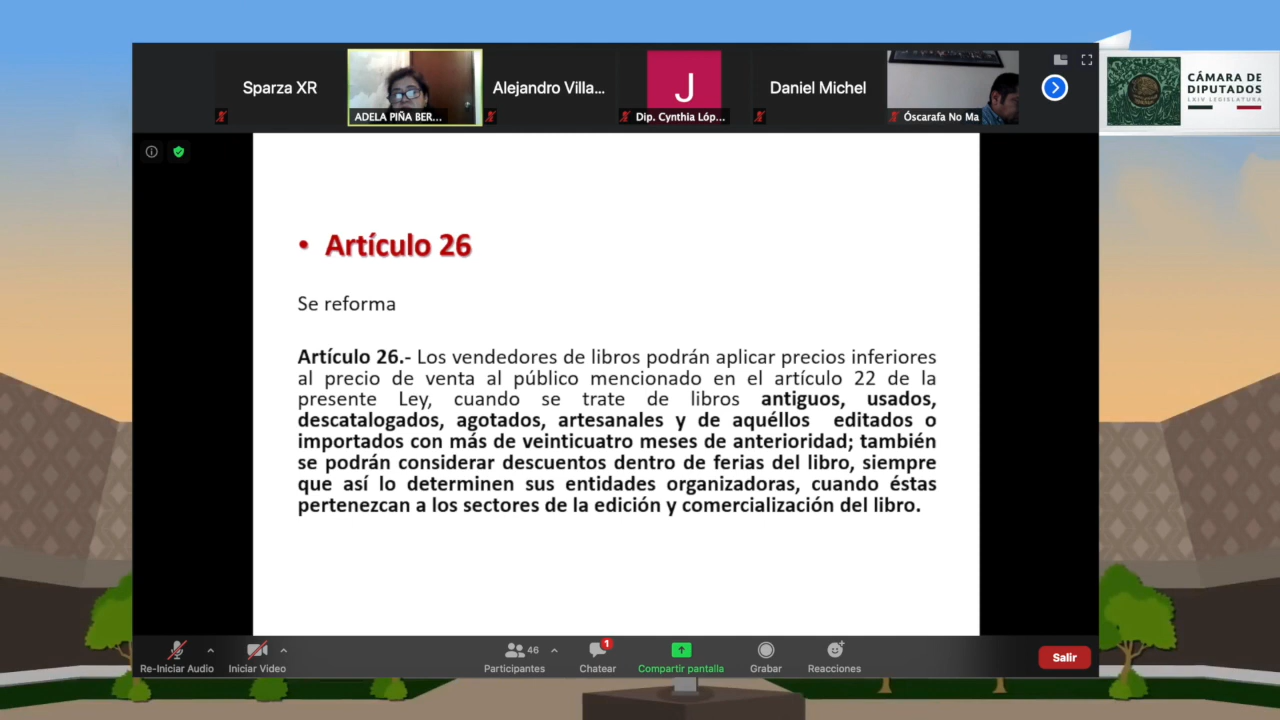 Sparza XR
ADELA PIÑA BER...
Alejandro Villa...
J
Dip. Cynthia Lóp...
Daniel Michel
Óscarafa No Ma
CÁMARA DE
DIPUTADOS
LXIV LEGISLATURA
• Artículo 26
Se reforma
Artículo 26.- Los vendedores de libros podrán aplicar precios inferiores
al precio de venta al público mencionado en el artículo 22 de la
presente Ley, cuando se trate de libros antiguos, usados,
descatalogados, agotados, artesanales y de aquéllos editados o
importados con más de veinticuatro meses de anterioridad; también
se podrán considerar descuentos dentro de ferias del libro, siempre
que así lo determinen sus entidades organizadoras, cuando éstas
pertenezcan a los sectores de la edición y comercialización del libro.
Re-Iniciar Audio
Iniciar Video
46
Participantes
1
Chatear
Compartir pantalla
Grabar
Reacciones
Salir